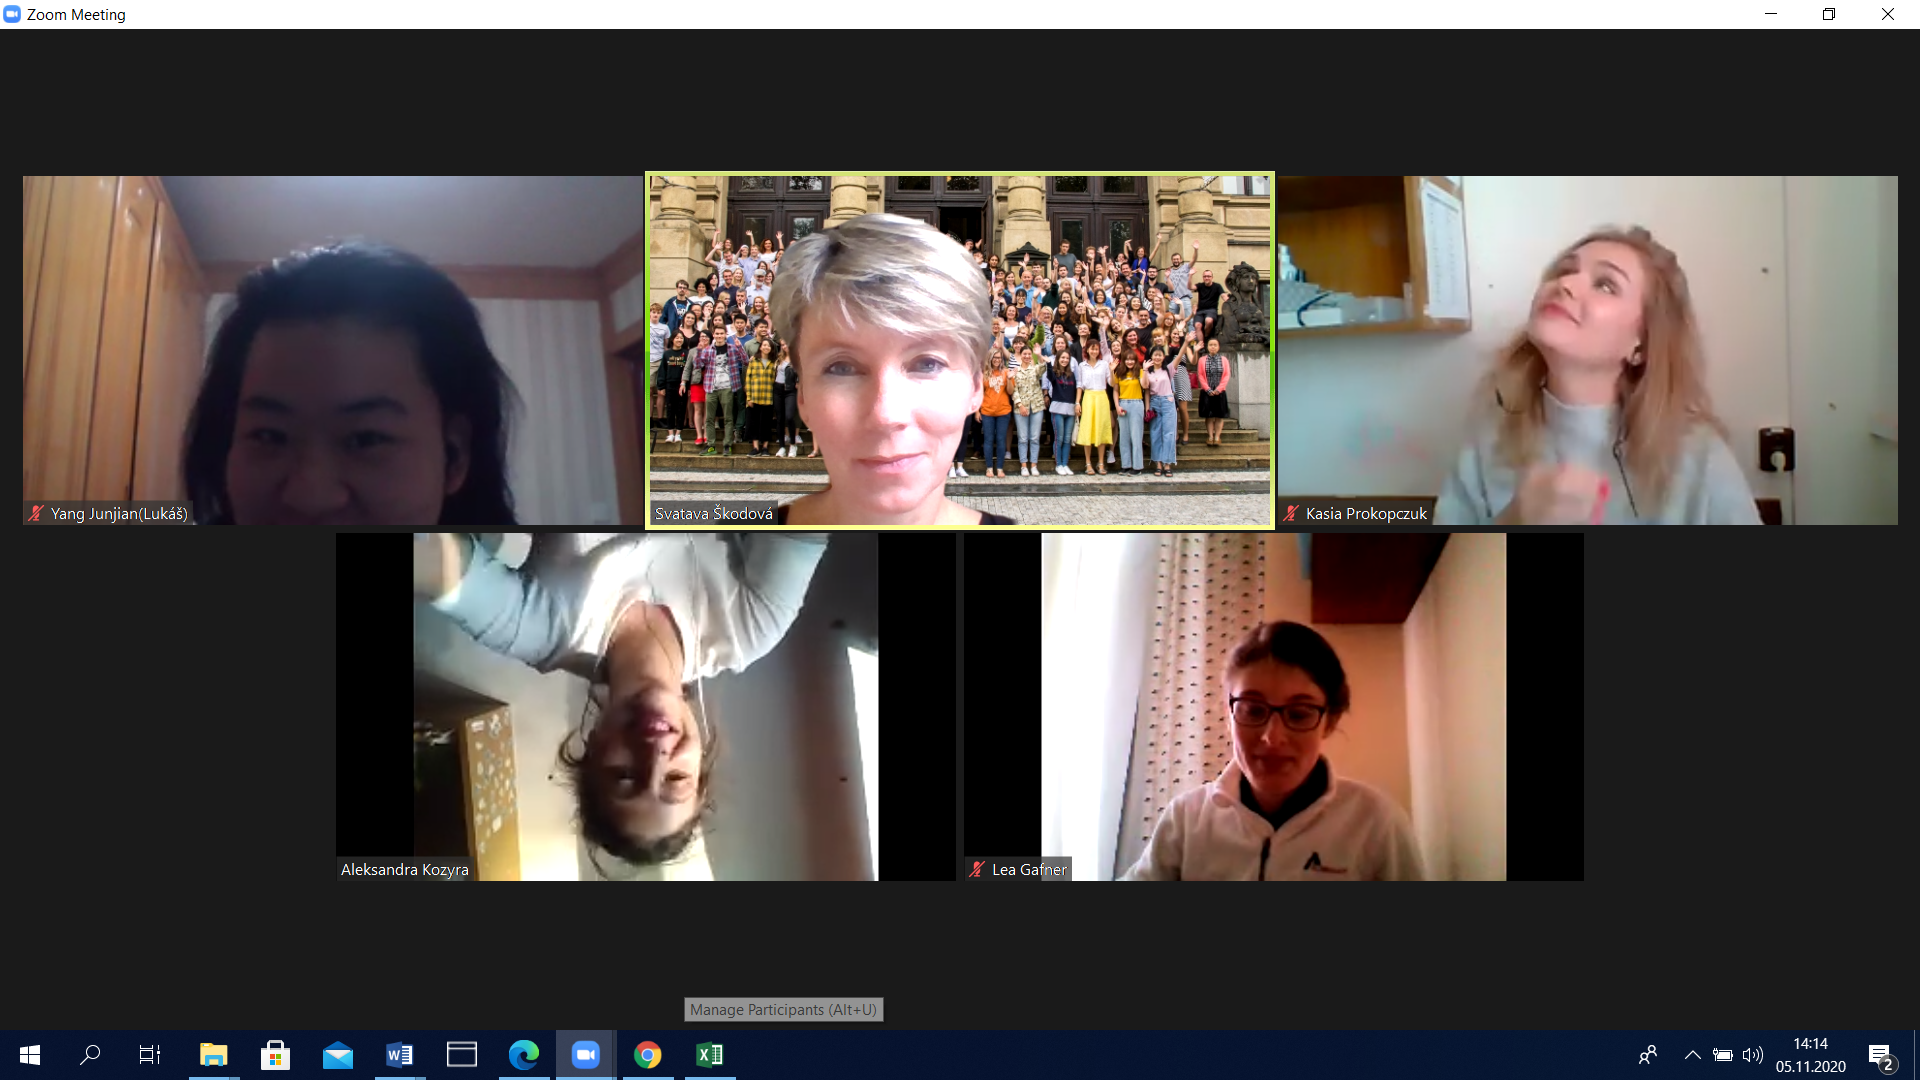 Zoom Meeting
Yang Junjian(Lukáš)
Svatava Škodová
Kasia Prokopczuk
Aleksandra Kozyra
Lea Gafner
Manage Participants (Alt+U)
14:14
05.11.2020
2